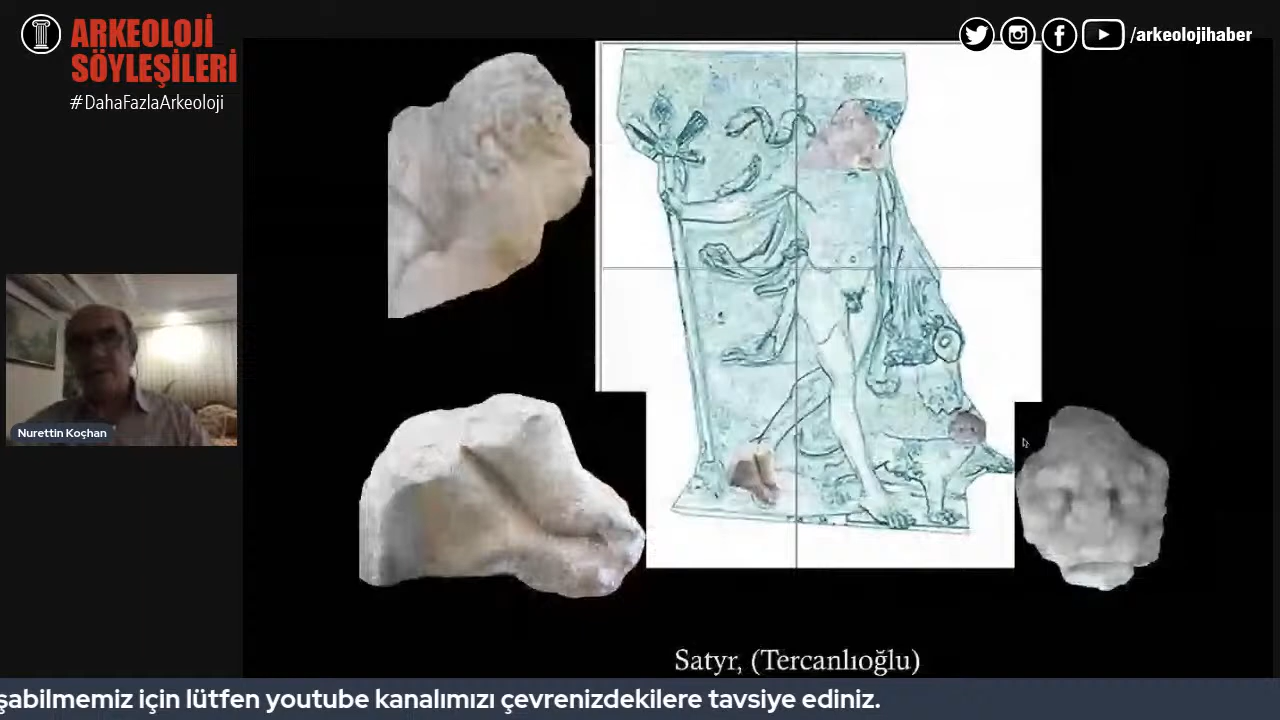 ARKEOLOJİ
SÖYLEŞİLERİ
#DahaFazlaArkeoloji
/arkeolojihaber
Nurettin Koçhan
Satyr, (Tercanlıoğlu)
şabilmemiz için lütfen youtube kanalımızı çevrenizdekilere tavsiye ediniz.